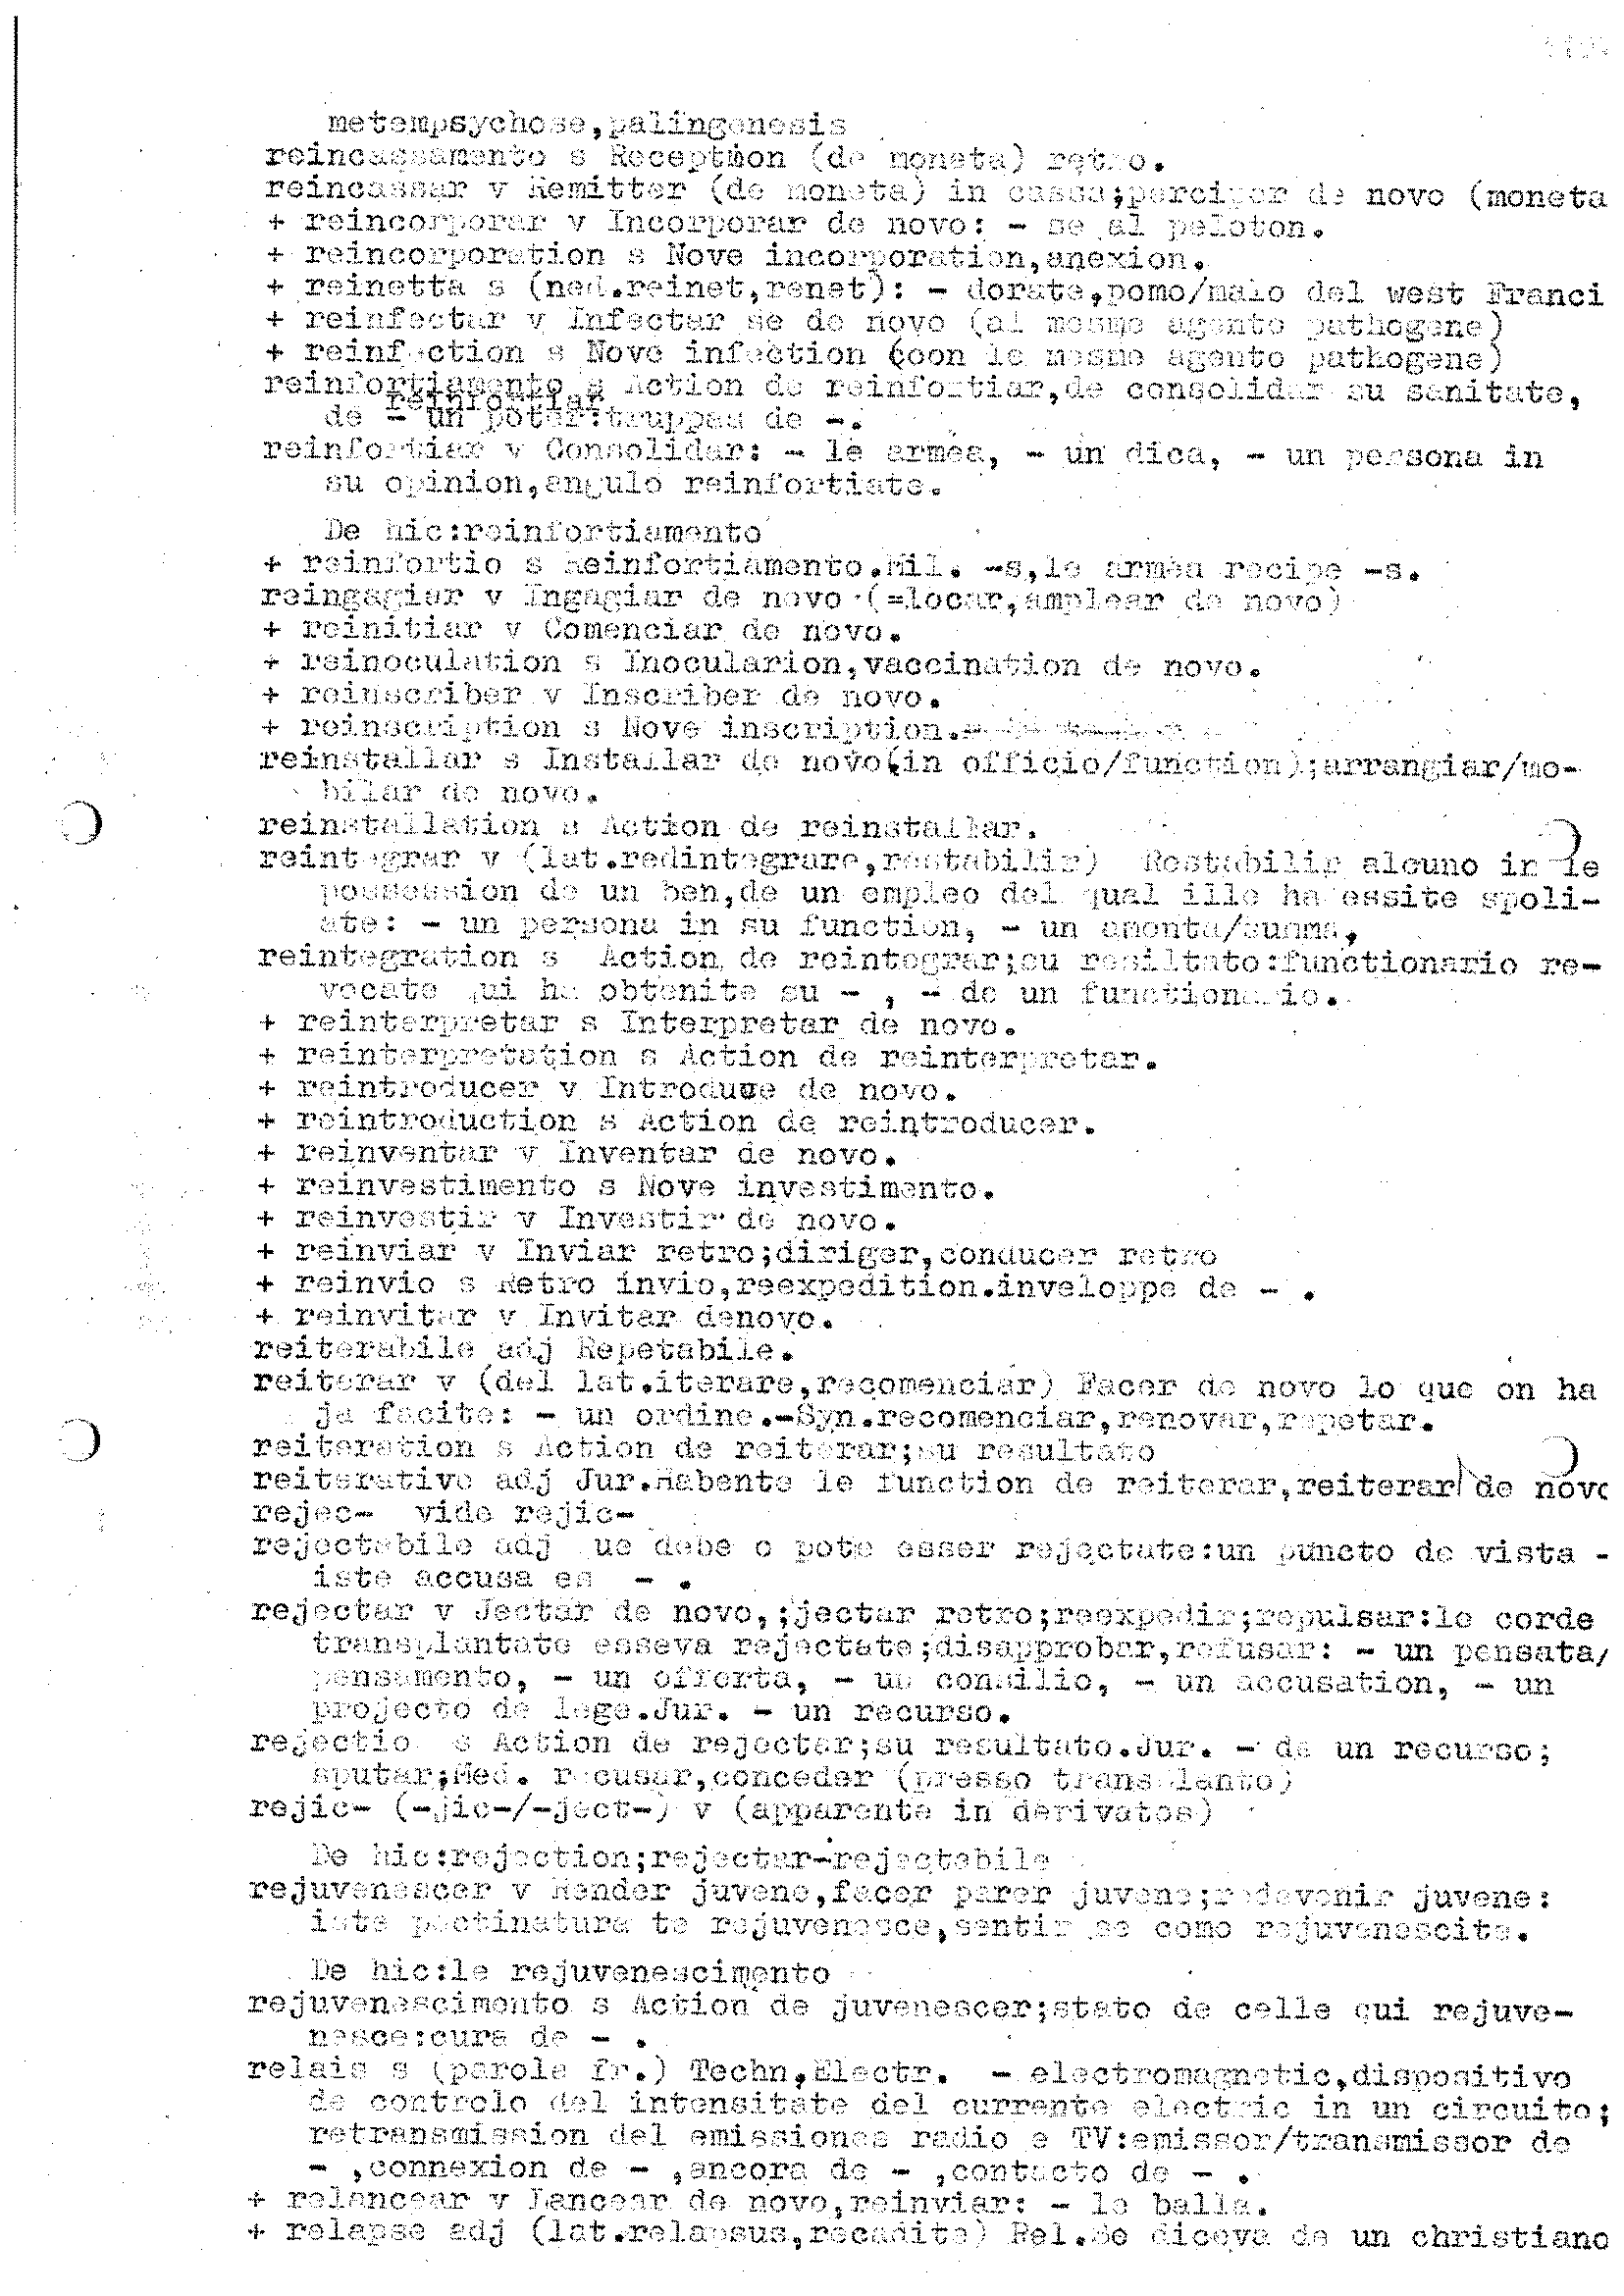 metempsychose,palingenesis
reincassamento s Reception (de moneta) retro.
reincassar v Remitter (de moneta) in cassa;perciper de novo (moneta
+ reincorporar v Incorporar de novo: - se al peloton.
+ reincorporation s Nove incorporation,anexion.
+ reinetta s (ned.reinet,renet): - dorate,pomo/malo del west Franci
+ reinfectar v Infectar se de novo (al mesme agento pathogene)
+ reinfection s Nove infection (con le mesme agento pathogene)
reinfortiamento s Action de reinfortiar,de consolidar su sanitate,
reinfortiar
de - un poter:truppas de -.
reinfortiar v Consolidar: - le armea, - un dica, - un persona in
su opinion,angulo reinfortiate.
De hic:reinfortiamento
+ reinfortio s Reinfortiamento.Mil. -s,le armea recipe -s.
reingagiar v Ingagiar de novo (=locar,amplear de novo)
+ reinitiar v Comenciar de novo.
+ reinoculation s Inocularion,vaccination de novo.
+ reinscriber v Inscriber de novo.
+ reinscription s Nove inscription.
reinstallar s Installar de novo(in officio/function);arrangiar/mo-
bilar de novo.
reinstallation s Action de reinstallar.
reintegrar v (lat.redintegrare,restabilir) Restabilir alcuno in le
possession de un ben,de un empleo del qual ille ha essite spoli-
ate: - un persona in su function, - un amonta/summa,
reintegration s Action de reintegrar;su resiltato:functionario re-
vocate qui ha obtenite su - , - de un functionario.
+ reinterpretar s Interpretar de novo.
+ reinterpretation s Action de reinterpretar.
+ reintroducer v Introduce de novo.
+ reintroduction s Action de reintroducer.
+ reinventar v Inventar de novo.
+ reinvestimento s Nove investimento.
+ reinvestir v Investir de novo.
+ reinviar v Inviar retro;diriger,conducer retro
+ reinvio s Retro invio,reexpedition.inveloppe de - .
+ reinvitar v Invitar denovo.
reiterabile adj Repetabile.
reiterar v (del lat.iterare,recomenciar) Facer de novo lo que on ha
ja facite: - un ordine.-Syn.recomenciar,renovar,repetar.
reiteration s Action de reiterar;su resultato
reiterative adj Jur.Habente le function de reiterar,reiterar de novo
rejec- vide rejic-
rejectabile adj ue debe o pote esser rejectate:un puncto de vista -
iste accusa es - .
rejectar v Jectar de novo,;jectar retro;reexpedir;repulsar:le corde
transplantate esseva rejectate;disapprobar,refusar: - un pensata/
pensamento, - un offerta, - un consilio, - un accusation, - un
projecto de lege.Jur. - un recurso.
rejectio s Action de rejectar;su resultato.Jur. - de un recurso;
sputar;Med. recusar,conceder (presso transplanto)
rejic- (-jic-/-ject-) v (apparente in derivatos)
De hic:rejection;rejectar-rejectabile
rejuvenescer v Render juvene,facer parer juvene;redevenir juvene:
iste pectinatura te rejuvenesce,sentir se como rejuvenescite.
De hic:le rejuvenescimento
rejuvenescimento s Action de juvenescer;stato de celle qui rejuve-
nesce:cura de - .
relais s (parola fr.) Techn,Electr. - electromagnetic,dispositivo
de controlo del intensitate del currente electric in un circuito;
retransmission del emissiones radio e TV:emissor/transmissor de
- ,connexion de - ,ancora de - ,contacto de - .
+ relancear v Lancear de novo,reinviar: - le balla.
+ relapse adj (lat.relapsus,recadite) Rel.Se diceva de un christiano